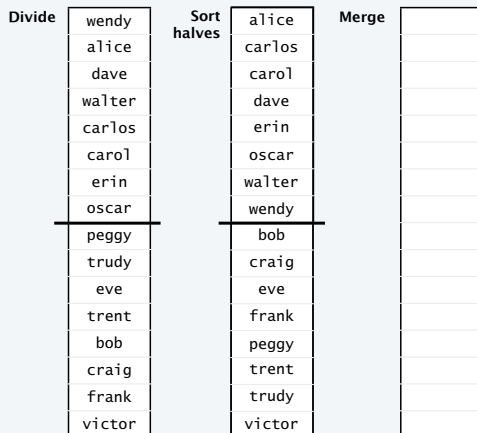 Divide
wendy
alice
dave
walter
carlos
carol
erin
oscar
peggy
trudy
eve
trent
bob
craig
frank
victor
Sort
halves
alice
carlos
carol
dave
erin
oscar
walter
wendy
bob
craig
eve
frank
peggy
trent
trudy
victor
Merge